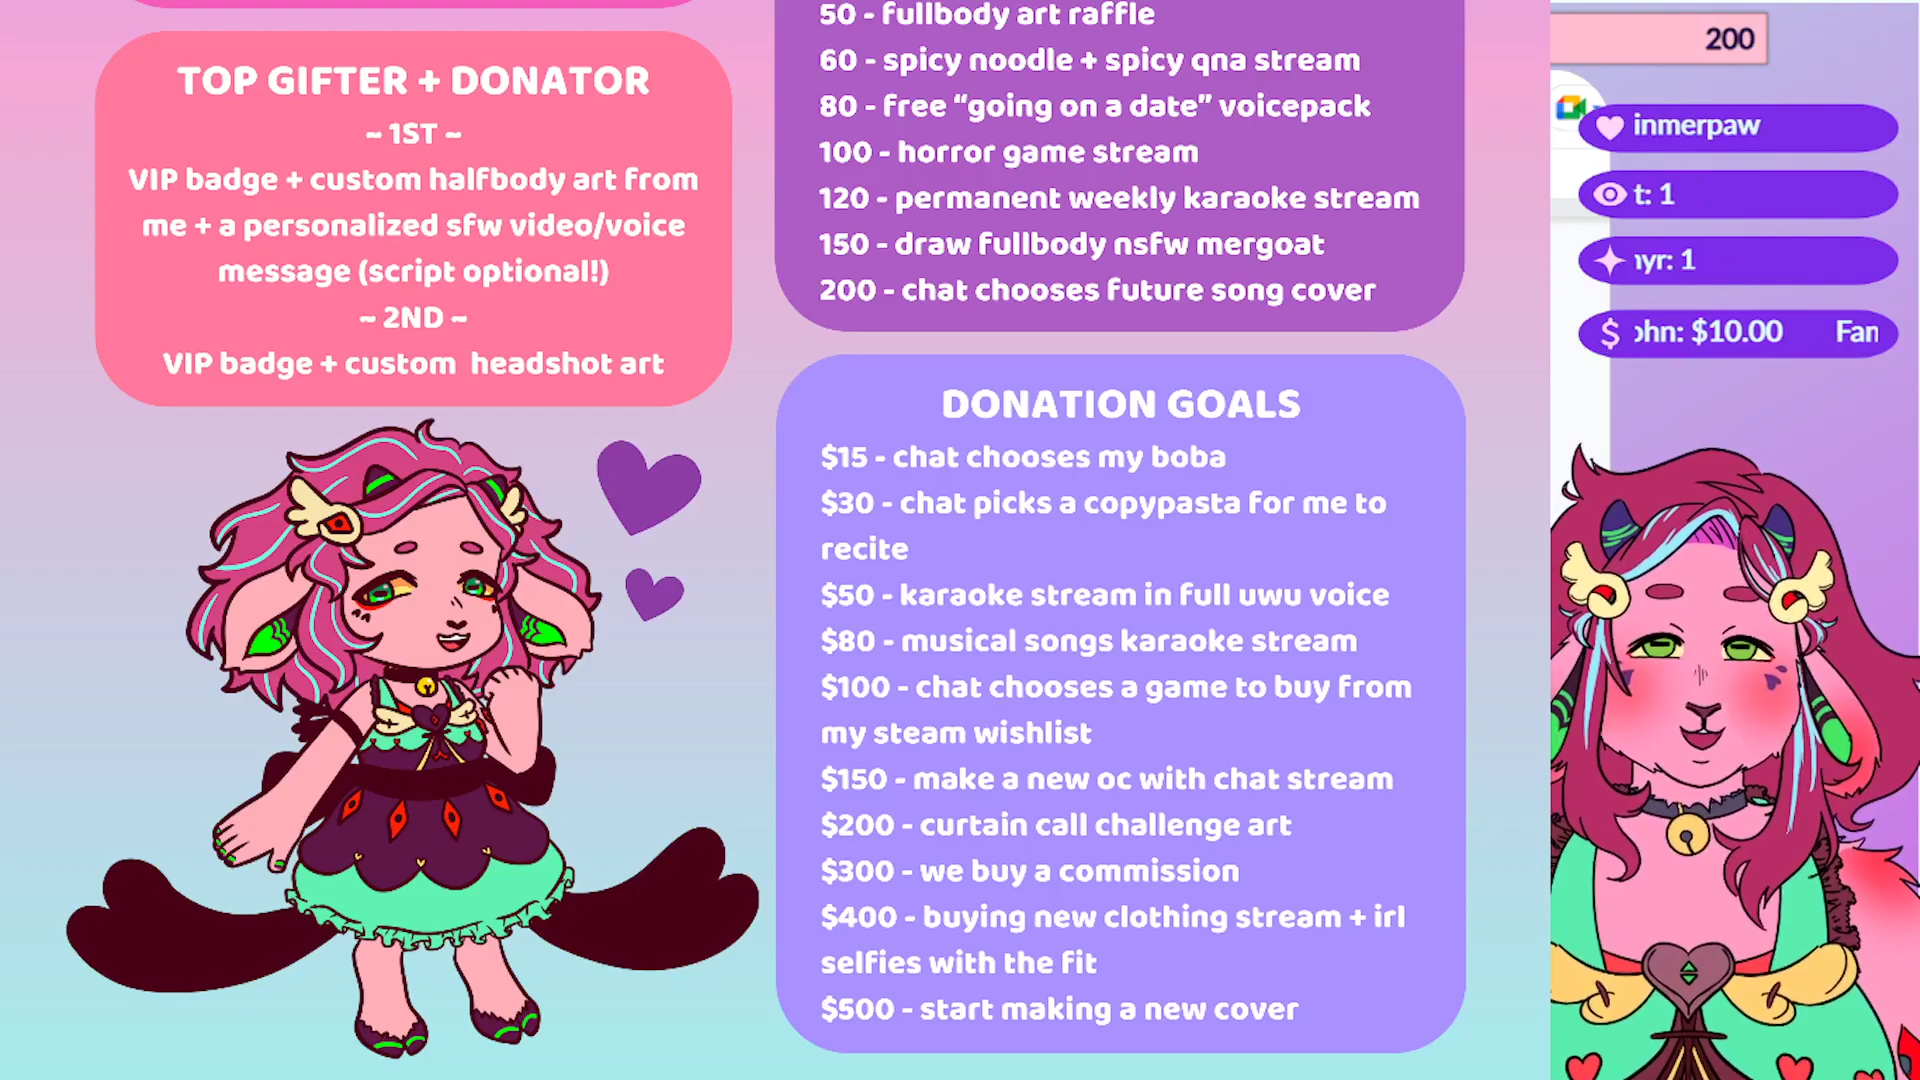 TOP GIFTER + DONATOR
~ 1ST ~
VIP badge + custom halfbody art from
me + a personalized sfw video/voice
message (script optional!)
~ 2ND ~
VIP badge + custom headshot art
50 - fullbody art raffle
60 - spicy noodle + spicy qna stream
80 - free “going on a date” voicepack
100 - horror game stream
120 - permanent weekly karaoke stream
150 - draw fullbody nsfw mergoat
200 - chat chooses future song cover
DONATION GOALS
$15 - chat chooses my boba
$30 - chat picks a copypasta for me to
recite
$50 - karaoke stream in full uwu voice
$80 - musical songs karaoke stream
$100 - chat chooses a game to buy from
my steam wishlist
$150 - make a new oc with chat stream
$200 - curtain call challenge art
$300 - we buy a commission
$400 - buying new clothing stream + irl
selfies with the fit
$500 - start making a new cover
200
inmerpaw
t: 1
yr: 1
ohn: $10.00 Fan